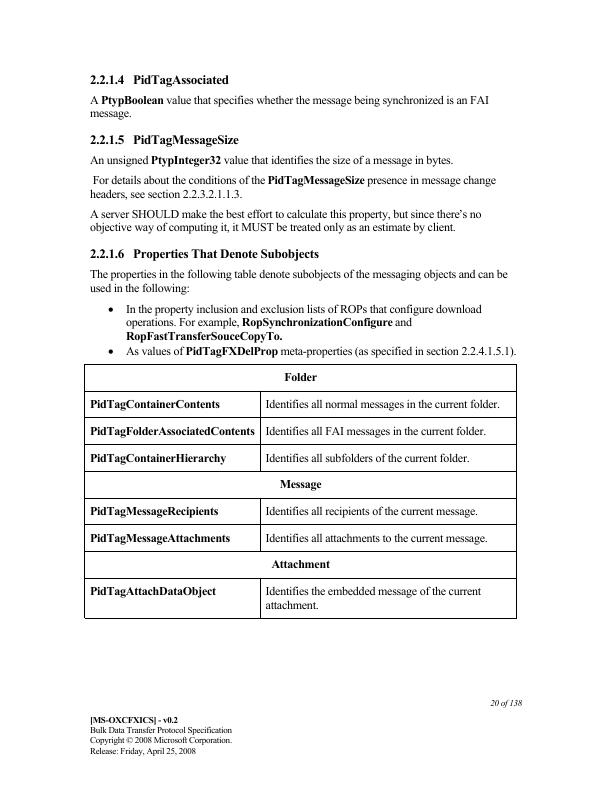 2.2.1.4 PidTagAssociated
A PtypBoolean value that specifies whether the message being synchronized is an FAI
message.
2.2.1.5 PidTagMessageSize
An unsigned PtypInteger32 value that identifies the size of a message in bytes.
For details about the conditions of the PidTagMessageSize presence in message change
headers, see section 2.2.3.2.1.1.3.
A server SHOULD make the best effort to calculate this property, but since there's no
objective way of computing it, it MUST be treated only as an estimate by client.
2.2.1.6 Properties That Denote Subobjects
The properties in the following table denote subobjects of the messaging objects and can be
used in the following:
• In the property inclusion and exclusion lists of ROPs that configure download
operations. For example, RopSynchronizationConfigure and
RopFastTransferSouceCopyTo.
• As values of PidTagFXDelProp meta-properties (as specified in section 2.2.4.1.5.1).
Folder
PidTagContainerContents Identifies all normal messages in the current folder.
PidTagFolderAssociatedContents Identifies all FAI messages in the current folder.
PidTagContainerHierarchy Identifies all subfolders of the current folder.
Message
PidTagMessageRecipients Identifies all recipients of the current message.
PidTagMessageAttachments Identifies all attachments to the current message.
Attachment
PidTagAttachDataObject Identifies the embedded message of the current
attachment.
20 of 138
[MS-OXCFXICS] - v0.2
Bulk Data Transfer Protocol Specification
Copyright © 2008 Microsoft Corporation.
Release: Friday, April 25, 2008